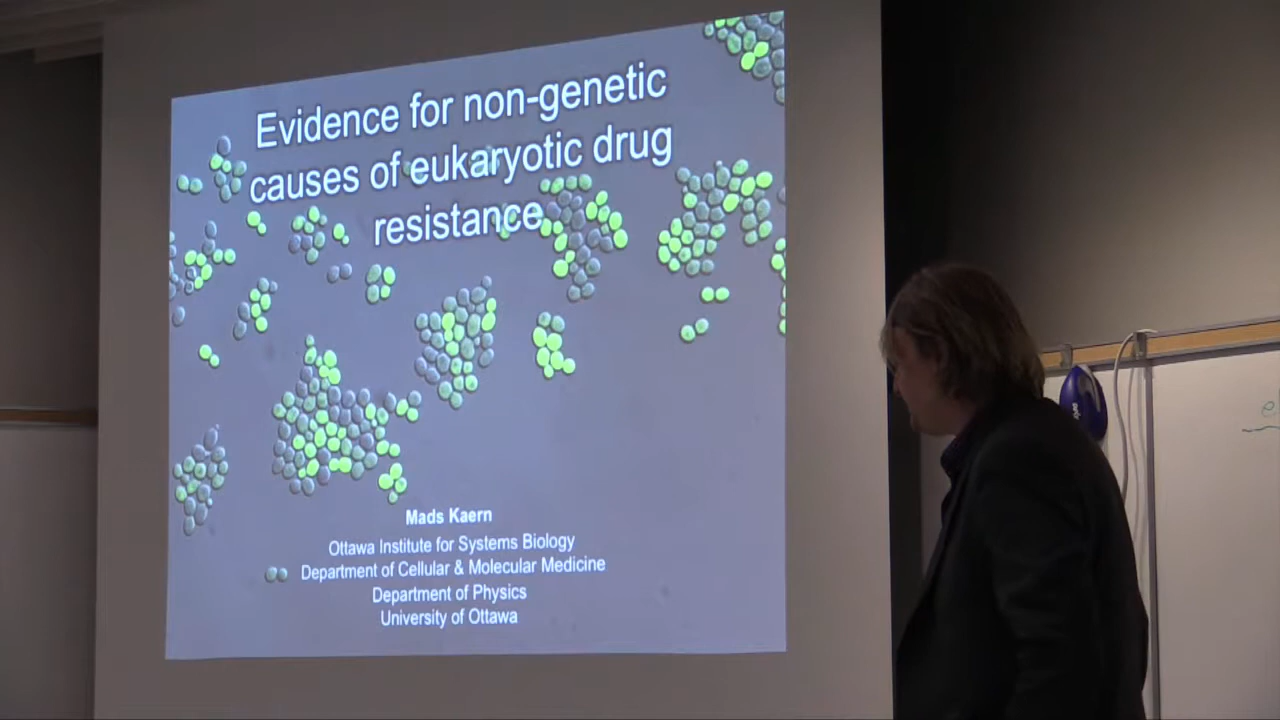 Evidence for non-genetic
causes of eukaryotic drug
resistance
Mads Kaern
Ottawa Institute for Systems Biology
Department of Cellular & Molecular Medicine
Department of Physics
University of Ottawa
expo